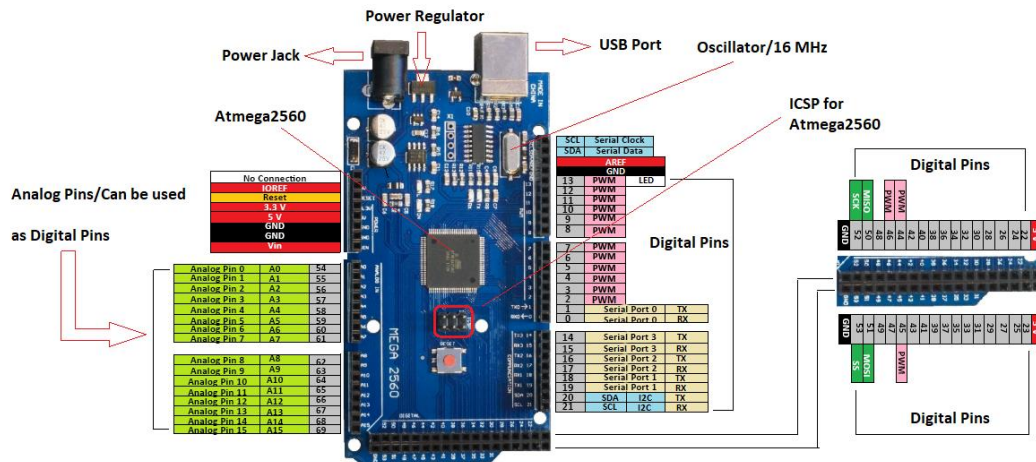 Power Regulator
Power Jack
USB Port
Oscillator/16 MHz
Atmega2560
ICSP for
Atmega2560
Analog Pins/Can be used
as Digital Pins
No Connection
IOREF
Reset
3.3 V
5 V
GND
GND
Vin
Analog Pin 0 A0 54
Analog Pin 1 A1 55
Analog Pin 2 A2 56
Analog Pin 3 A3 57
Analog Pin 4 A4 58
Analog Pin 5 A5 59
Analog Pin 6 A6 60
Analog Pin 7 A7 61
Analog Pin 8 A8 62
Analog Pin 9 A9 63
Analog Pin 10 A10 64
Analog Pin 11 A11 65
Analog Pin 12 A12 66
Analog Pin 13 A13 67
Analog Pin 14 A14 68
Analog Pin 15 A15 69
MADE IN
MEGA 2560
COMMUNICATION
DIGITAL
POWER
ANALOG IN
SCL Serial Clock
SDA Serial Data
AREF
GND
13 PWM LED
12 PWM
11 PWM
10 PWM
9 PWM
8 PWM
7 PWM
6 PWM
5 PWM
4 PWM
3 PWM
2 PWM
1 Serial Port 0 TX
0 Serial Port 0 RX
14 Serial Port 3 TX
15 Serial Port 3 RX
16 Serial Port 2 TX
17 Serial Port 2 RX
18 Serial Port 1 TX
19 Serial Port 1 RX
20 SDA I2C TX
21 SCL I2C RX
Digital Pins
Digital Pins
SCK MISO PWM PWM
GND 52 50 48 46 44 42 40 38 36 34 32 30 28 26 24 22
GND 53 51 49 47 45 43 41 39 37 35 33 31 29 27 25 23
SS MOSI PWM
Digital Pins